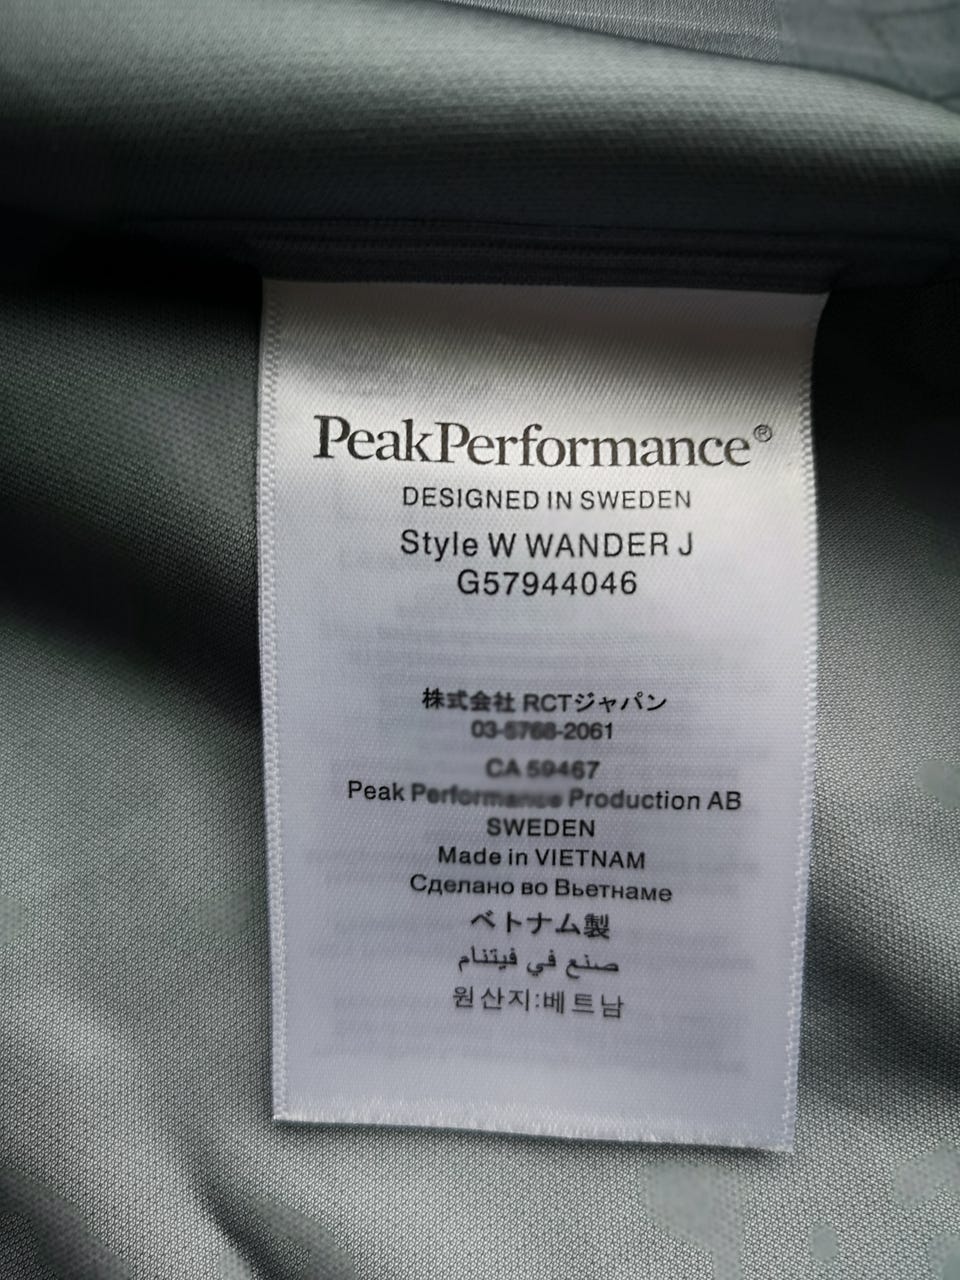 PeakPerformance®
DESIGNED IN SWEDEN
Style W WANDER J
G57944046
株式会社 RCTジャパン
03-5768-2061
CA 59467
Peak Performance Production AB
SWEDEN
Made in VIETNAM
Сделано во Вьетнаме
ベトナム製
صنع في فيتنام
원산지:베트남